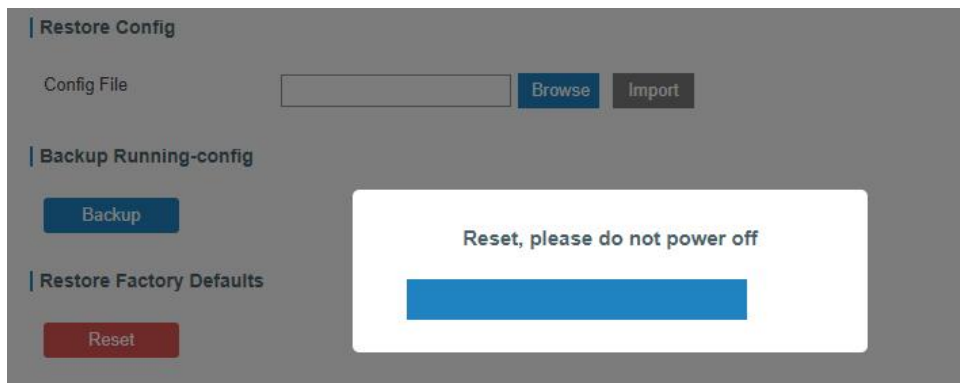 Restore Config
Config File
Browse
Import
Backup Running-config
Backup
Reset, please do not power off
Restore Factory Defaults
Reset